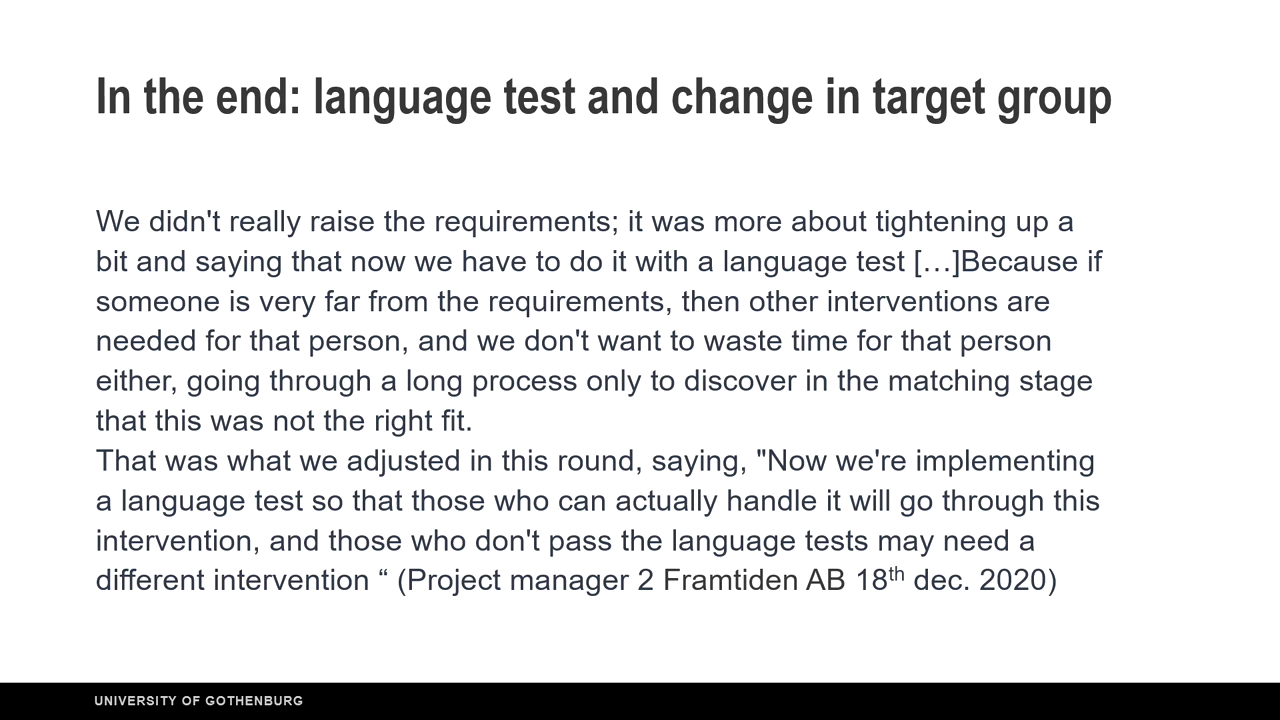 In the end: language test and change in target group
We didn't really raise the requirements; it was more about tightening up a
bit and saying that now we have to do it with a language test […]Because if
someone is very far from the requirements, then other interventions are
needed for that person, and we don't want to waste time for that person
either, going through a long process only to discover in the matching stage
that this was not the right fit.
That was what we adjusted in this round, saying, "Now we're implementing
a language test so that those who can actually handle it will go through this
intervention, and those who don't pass the language tests may need a
different intervention “ (Project manager 2 Framtiden AB 18th dec. 2020)
UNIVERSITY OF GOTHENBURG